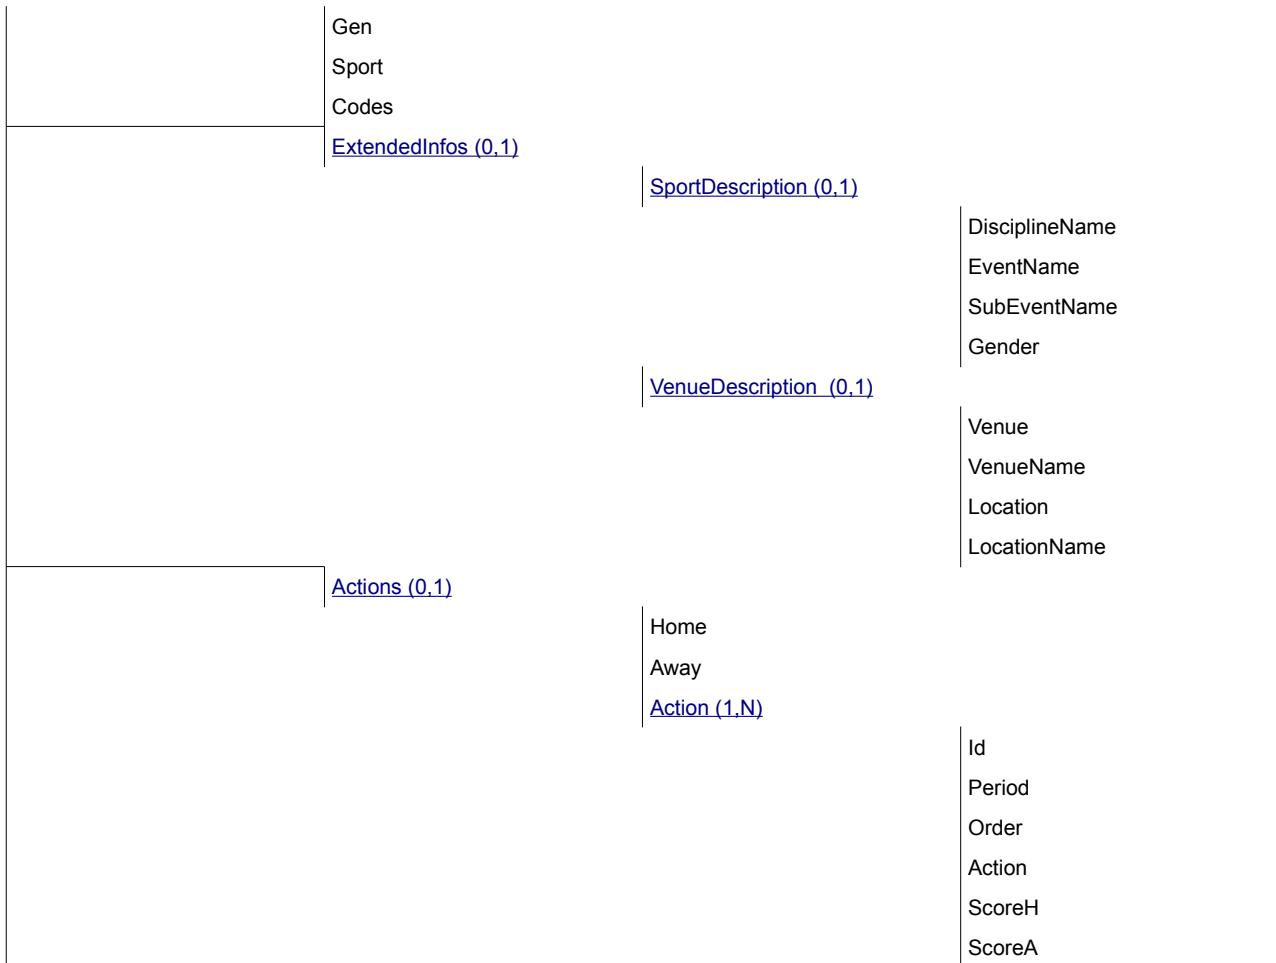 Gen
Sport
Codes
ExtendedInfos (0,1)
SportDescription (0,1)
DisciplineName
EventName
SubEventName
Gender
VenueDescription  (0,1)
Venue
VenueName
Location
LocationName
Actions (0,1)
Home
Away
Action (1,N)
Id
Period
Order
Action
ScoreH
ScoreA